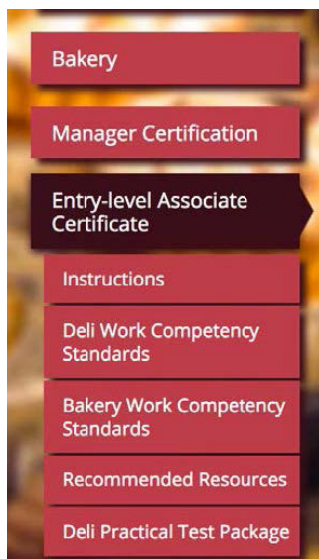 Bakery
Manager Certification
Entry-level Associate
Certificate
Instructions
Deli Work Competency
Standards
Bakery Work Competency
Standards
Recommended Resources
Deli Practical Test Package